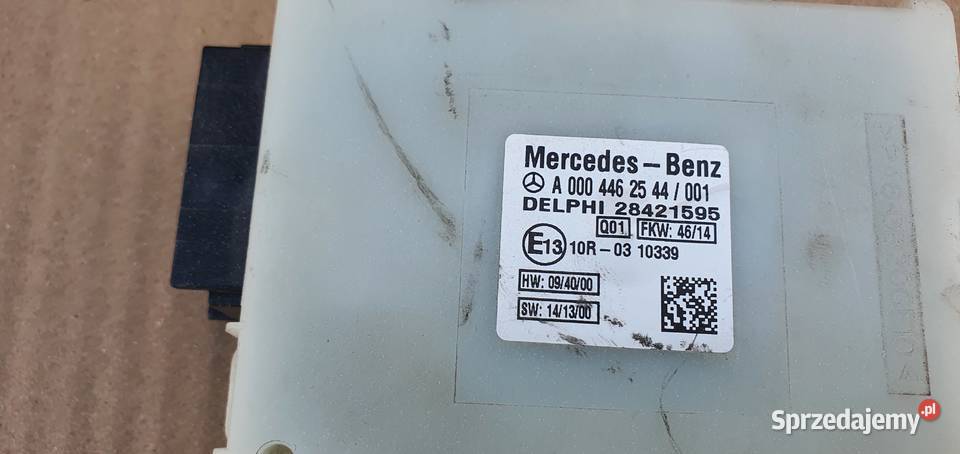 Mercedes-Benz
A 000 446 25 44/001
DELPHI 28421595
Q01 FKW: 46/14
E13 10R-03 10339
HW: 09/40/00
SW: 14/13/00
Sprzedajemy.pl